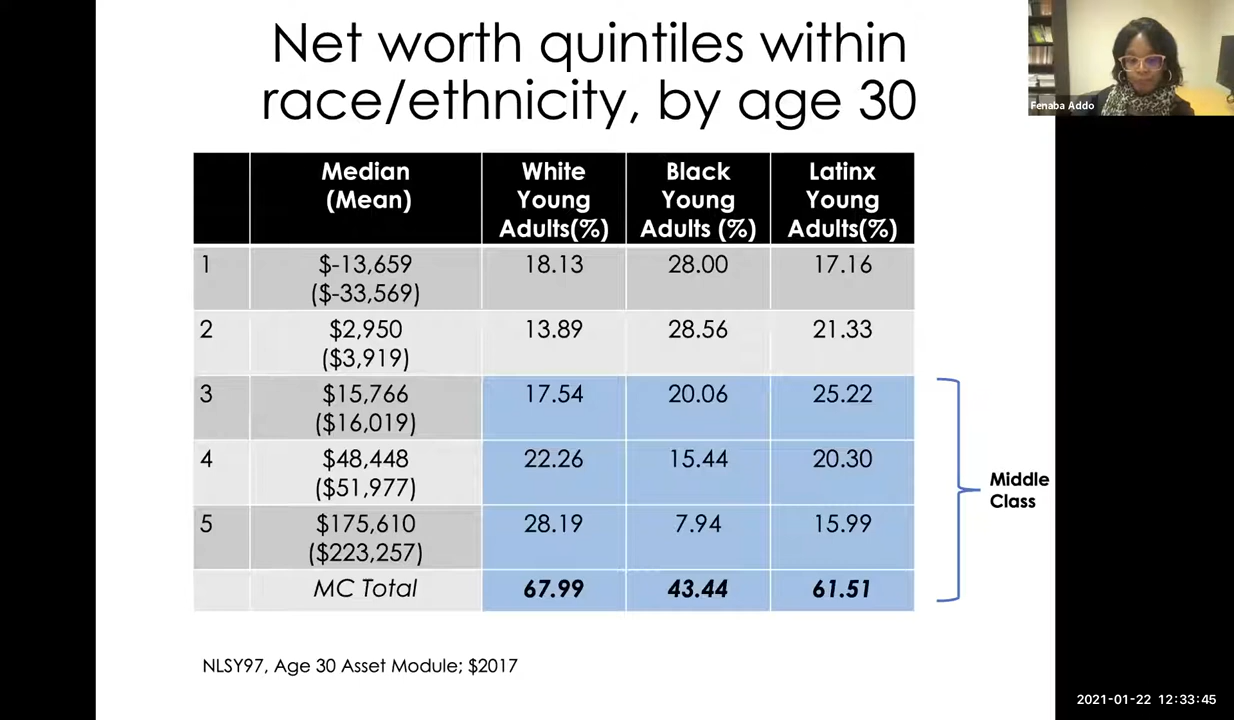 Net worth quintiles within
race/ethnicity, by age 30
Fenaba Addo
Median (Mean) White Young Adults(%) Black Young Adults (%) Latinx Young Adults(%)
1 $-13,659 ($-33,569) 18.13 28.00 17.16
2 $2,950 ($3,919) 13.89 28.56 21.33
3 $15,766 ($16,019) 17.54 20.06 25.22
4 $48,448 ($51,977) 22.26 15.44 20.30
5 $175,610 ($223,257) 28.19 7.94 15.99
MC Total 67.99 43.44 61.51
Middle
Class
NLSY97, Age 30 Asset Module; $2017
2021-01-22 12:33:45